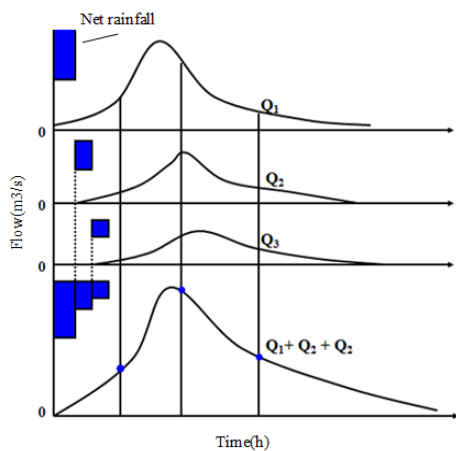 Net rainfall
Q1
0
Q2
0
Q3
0
Q1+ Q2 + Q2
0
Flow(m3/s)
Time(h)